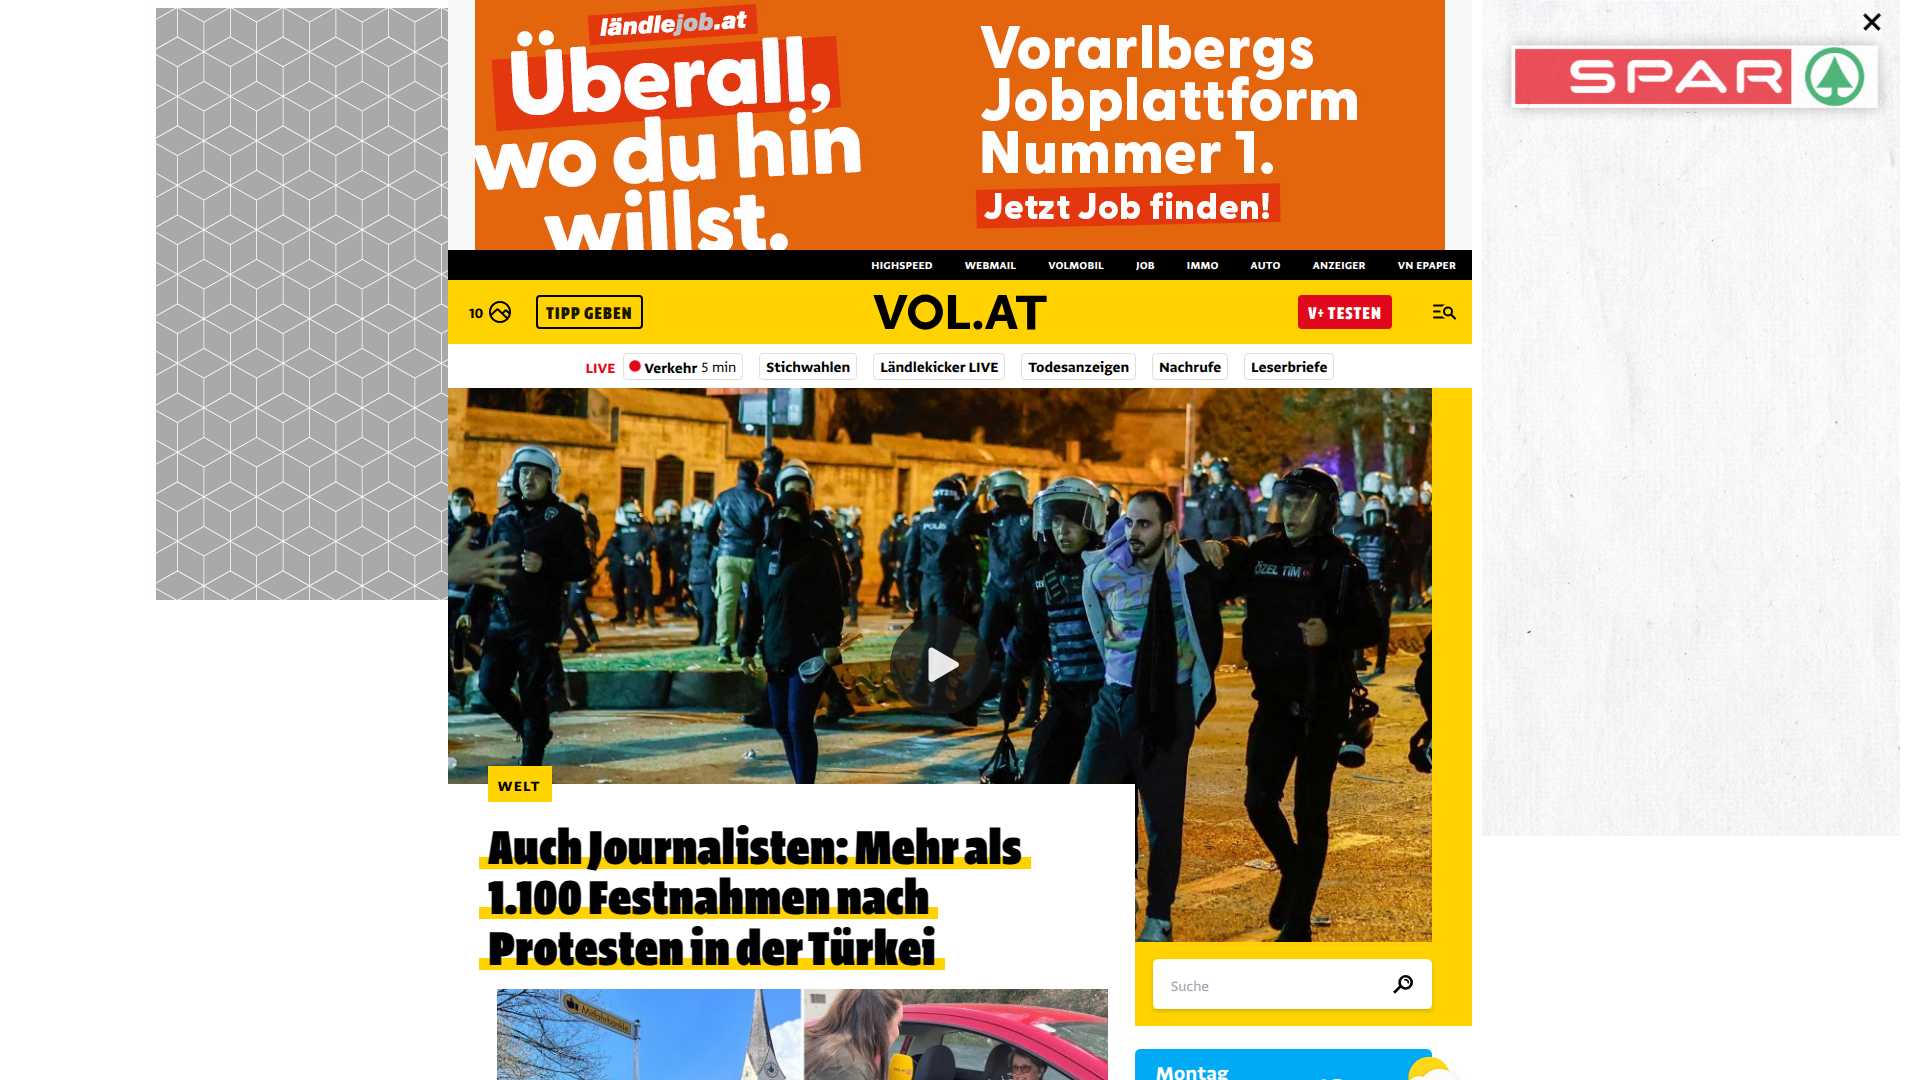 ländlejob.at
Überall,
wo du hin
willst.
Vorarlbergs
Jobplattform
Nummer 1.
Jetzt Job finden!
SPAR
HIGHSPEED WEBMAIL VOLMOBIL JOB IMMO AUTO ANZEIGER VN EPAPER
10 TIPP GEBEN VOL.AT V+ TESTEN
LIVE Verkehr 5 min Stichwahlen Ländlekicker LIVE Todesanzeigen Nachrufe Leserbriefe
POLIS
ÖZEL TİM
WELT
Auch Journalisten: Mehr als
1.100 Festnahmen nach
Protesten in der Türkei
Suche
Mitfahrbänkle
Montag